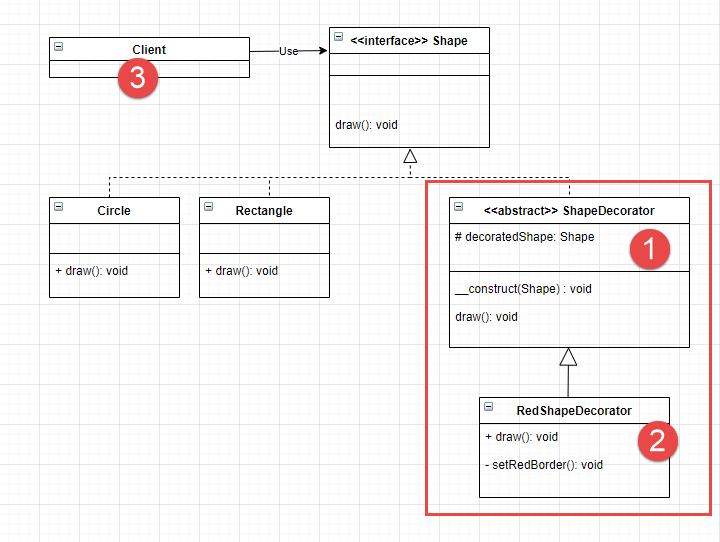 Client
3
Use
<<interface>> Shape
draw(): void
Circle
+ draw(): void
Rectangle
+ draw(): void
<<abstract>> ShapeDecorator
# decoratedShape: Shape
1
__construct(Shape) : void
draw(): void
RedShapeDecorator
+ draw(): void
2
- setRedBorder(): void